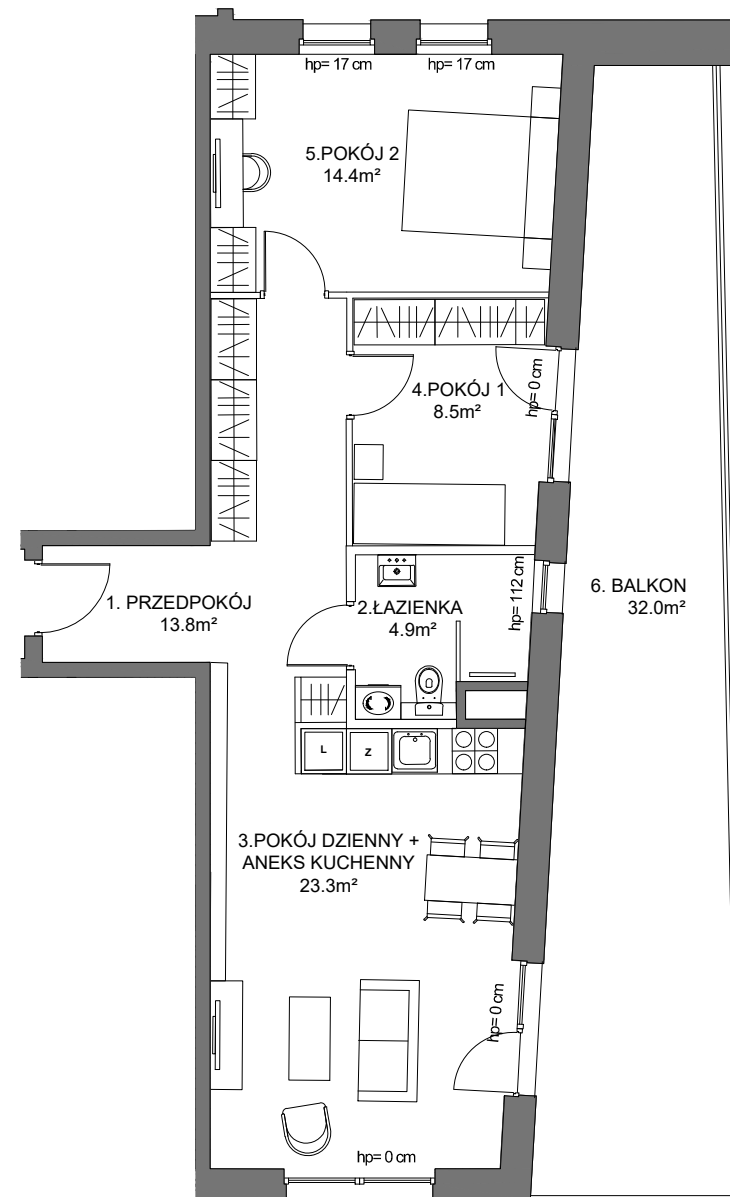 hp= 17 cm
hp= 17 cm
5.POKÓJ 2
14.4m²
4.POKÓJ 1
8.5m²
hp= 0 cm
1. PRZEDPOKÓJ
13.8m²
2.ŁAZIENKA
4.9m²
hp= 112 cm
6. BALKON
32.0m²
L
Z
3.POKÓJ DZIENNY +
ANEKS KUCHENNY
23.3m²
hp= 0 cm
hp= 0 cm